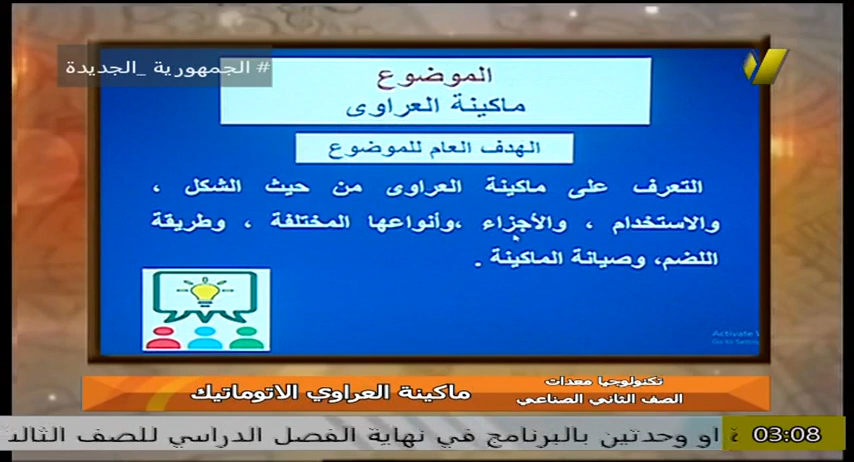 # الجمهورية _الجديدة
الموضوع
ماكينة العراوى
الهدف العام للموضوع
التعرف على ماكينة العراوى من حيث الشكل ،
والاستخدام ، والأجزاء ،وأنواعها المختلفة ، وطريقة
اللضم، وصيانة الماكينة .
Activate
تكنولوجيا معدات
الصف الثاني الصناعي
ماكينة العراوي الاتوماتيك
او وحدتين بالبرنامج في نهاية الفصل الدراسي للصف
03:08